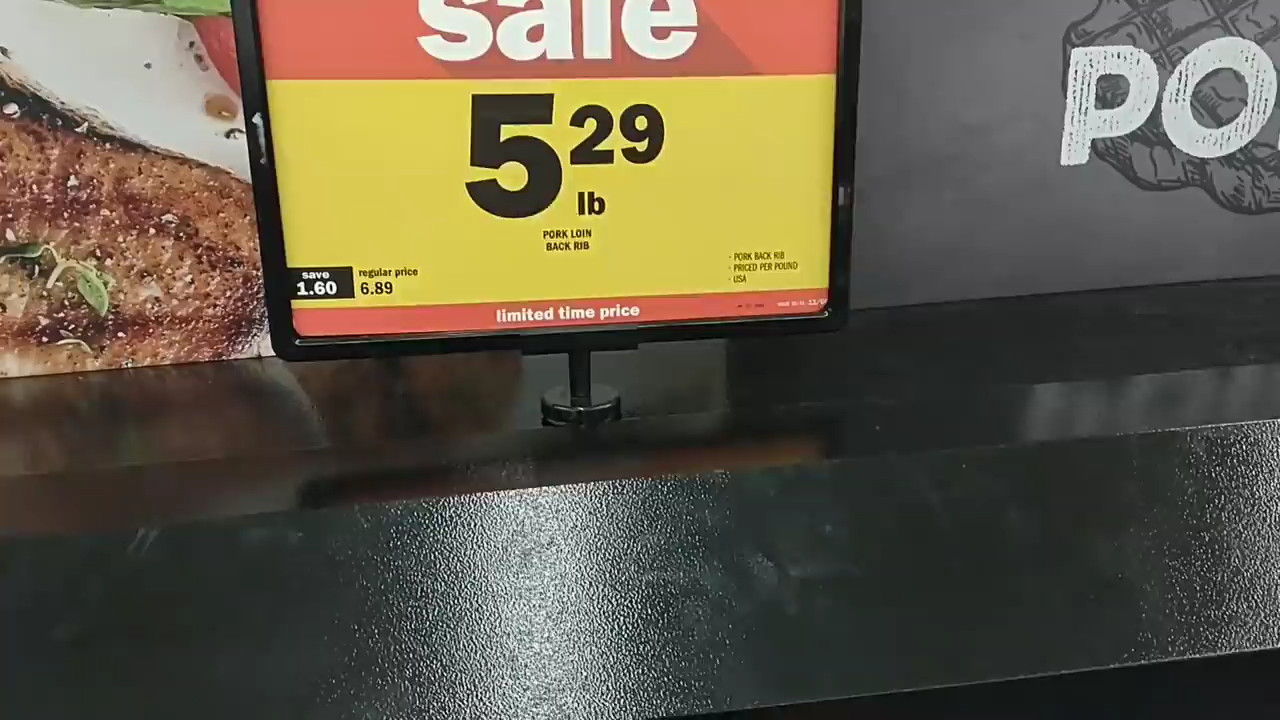 sale
5 29
lb
PORK LOIN
BACK RIB
save
1.60
regular price
6.89
- PORK BACK RIB
- PRICED PER POUND
- USA
limited time price
PO